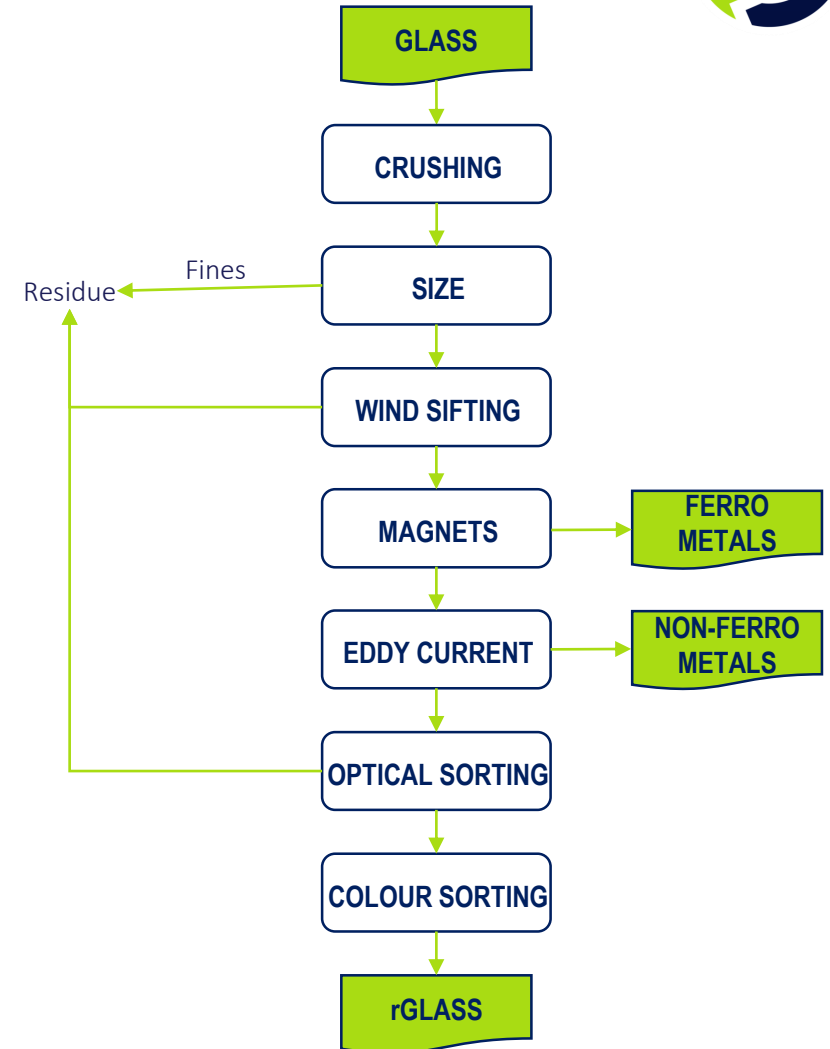 GLASS
CRUSHING
Fines
Residue
SIZE
WIND SIFTING
MAGNETS
FERRO
METALS
EDDY CURRENT
NON-FERRO
METALS
OPTICAL SORTING
COLOUR SORTING
rGLASS